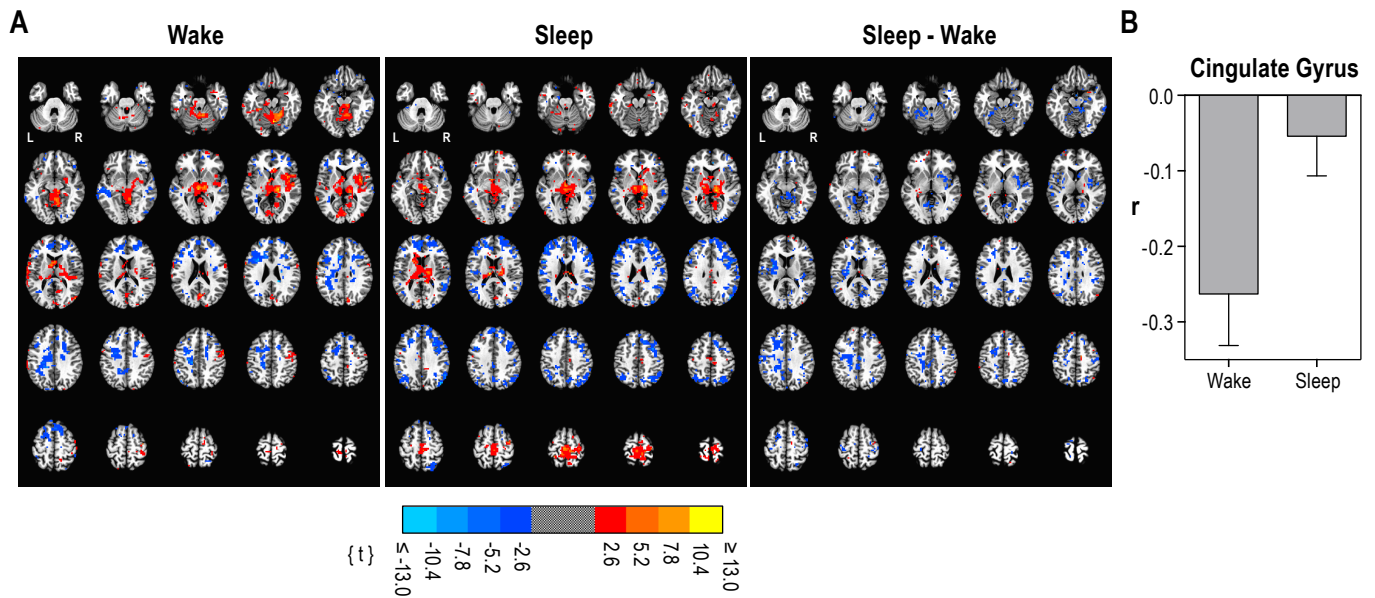 A
Wake
Sleep
Sleep - Wake
L R
L R
L R
{ t }
≤ -13.0
-10.4
-7.8
-5.2
-2.6
2.6
5.2
7.8
10.4
≥ 13.0
B
Cingulate Gyrus
0.0
-0.1
r
-0.2
-0.3
Wake Sleep